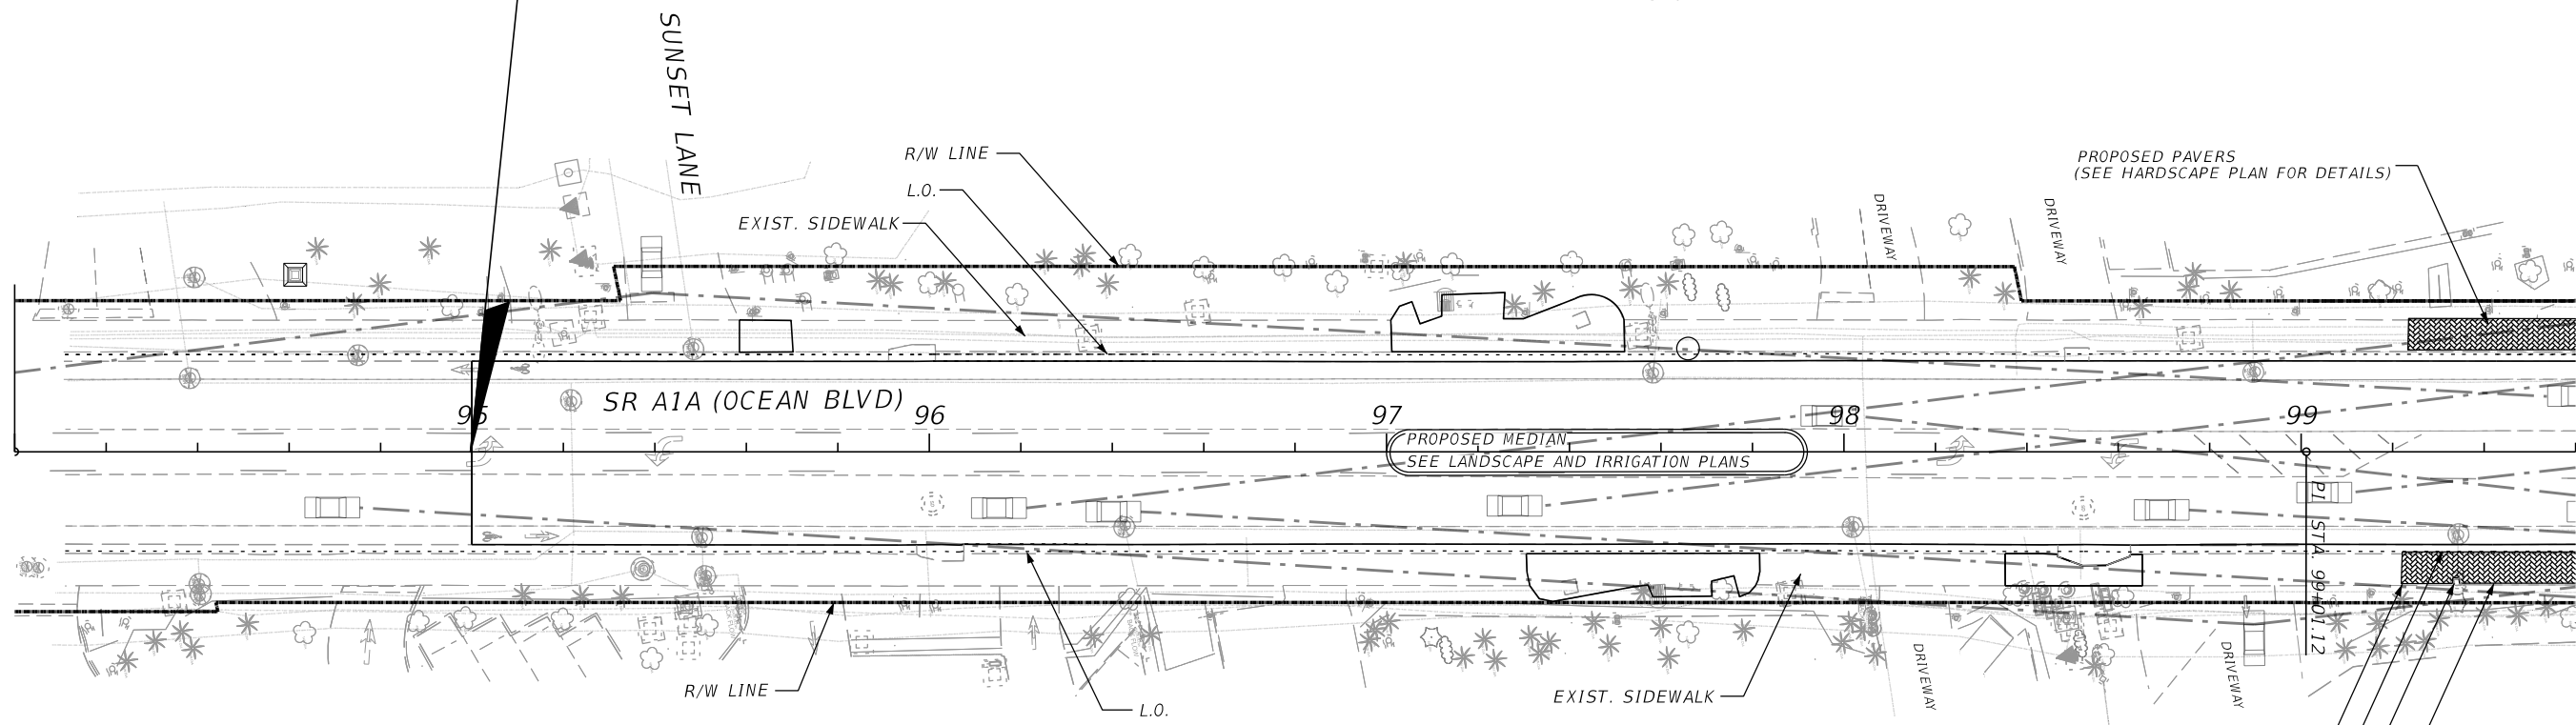 SUNSET LANE
R/W LINE
L.O.
EXIST. SIDEWALK
PROPOSED PAVERS
(SEE HARDSCAPE PLAN FOR DETAILS)
DRIVEWAY
DRIVEWAY
SR A1A (OCEAN BLVD)
95
96
97
98
99
PROPOSED MEDIAN
SEE LANDSCAPE AND IRRIGATION PLANS
PI STA. 99+01.12
R/W LINE
L.O.
EXIST. SIDEWALK
DRIVEWAY
DRIVEWAY